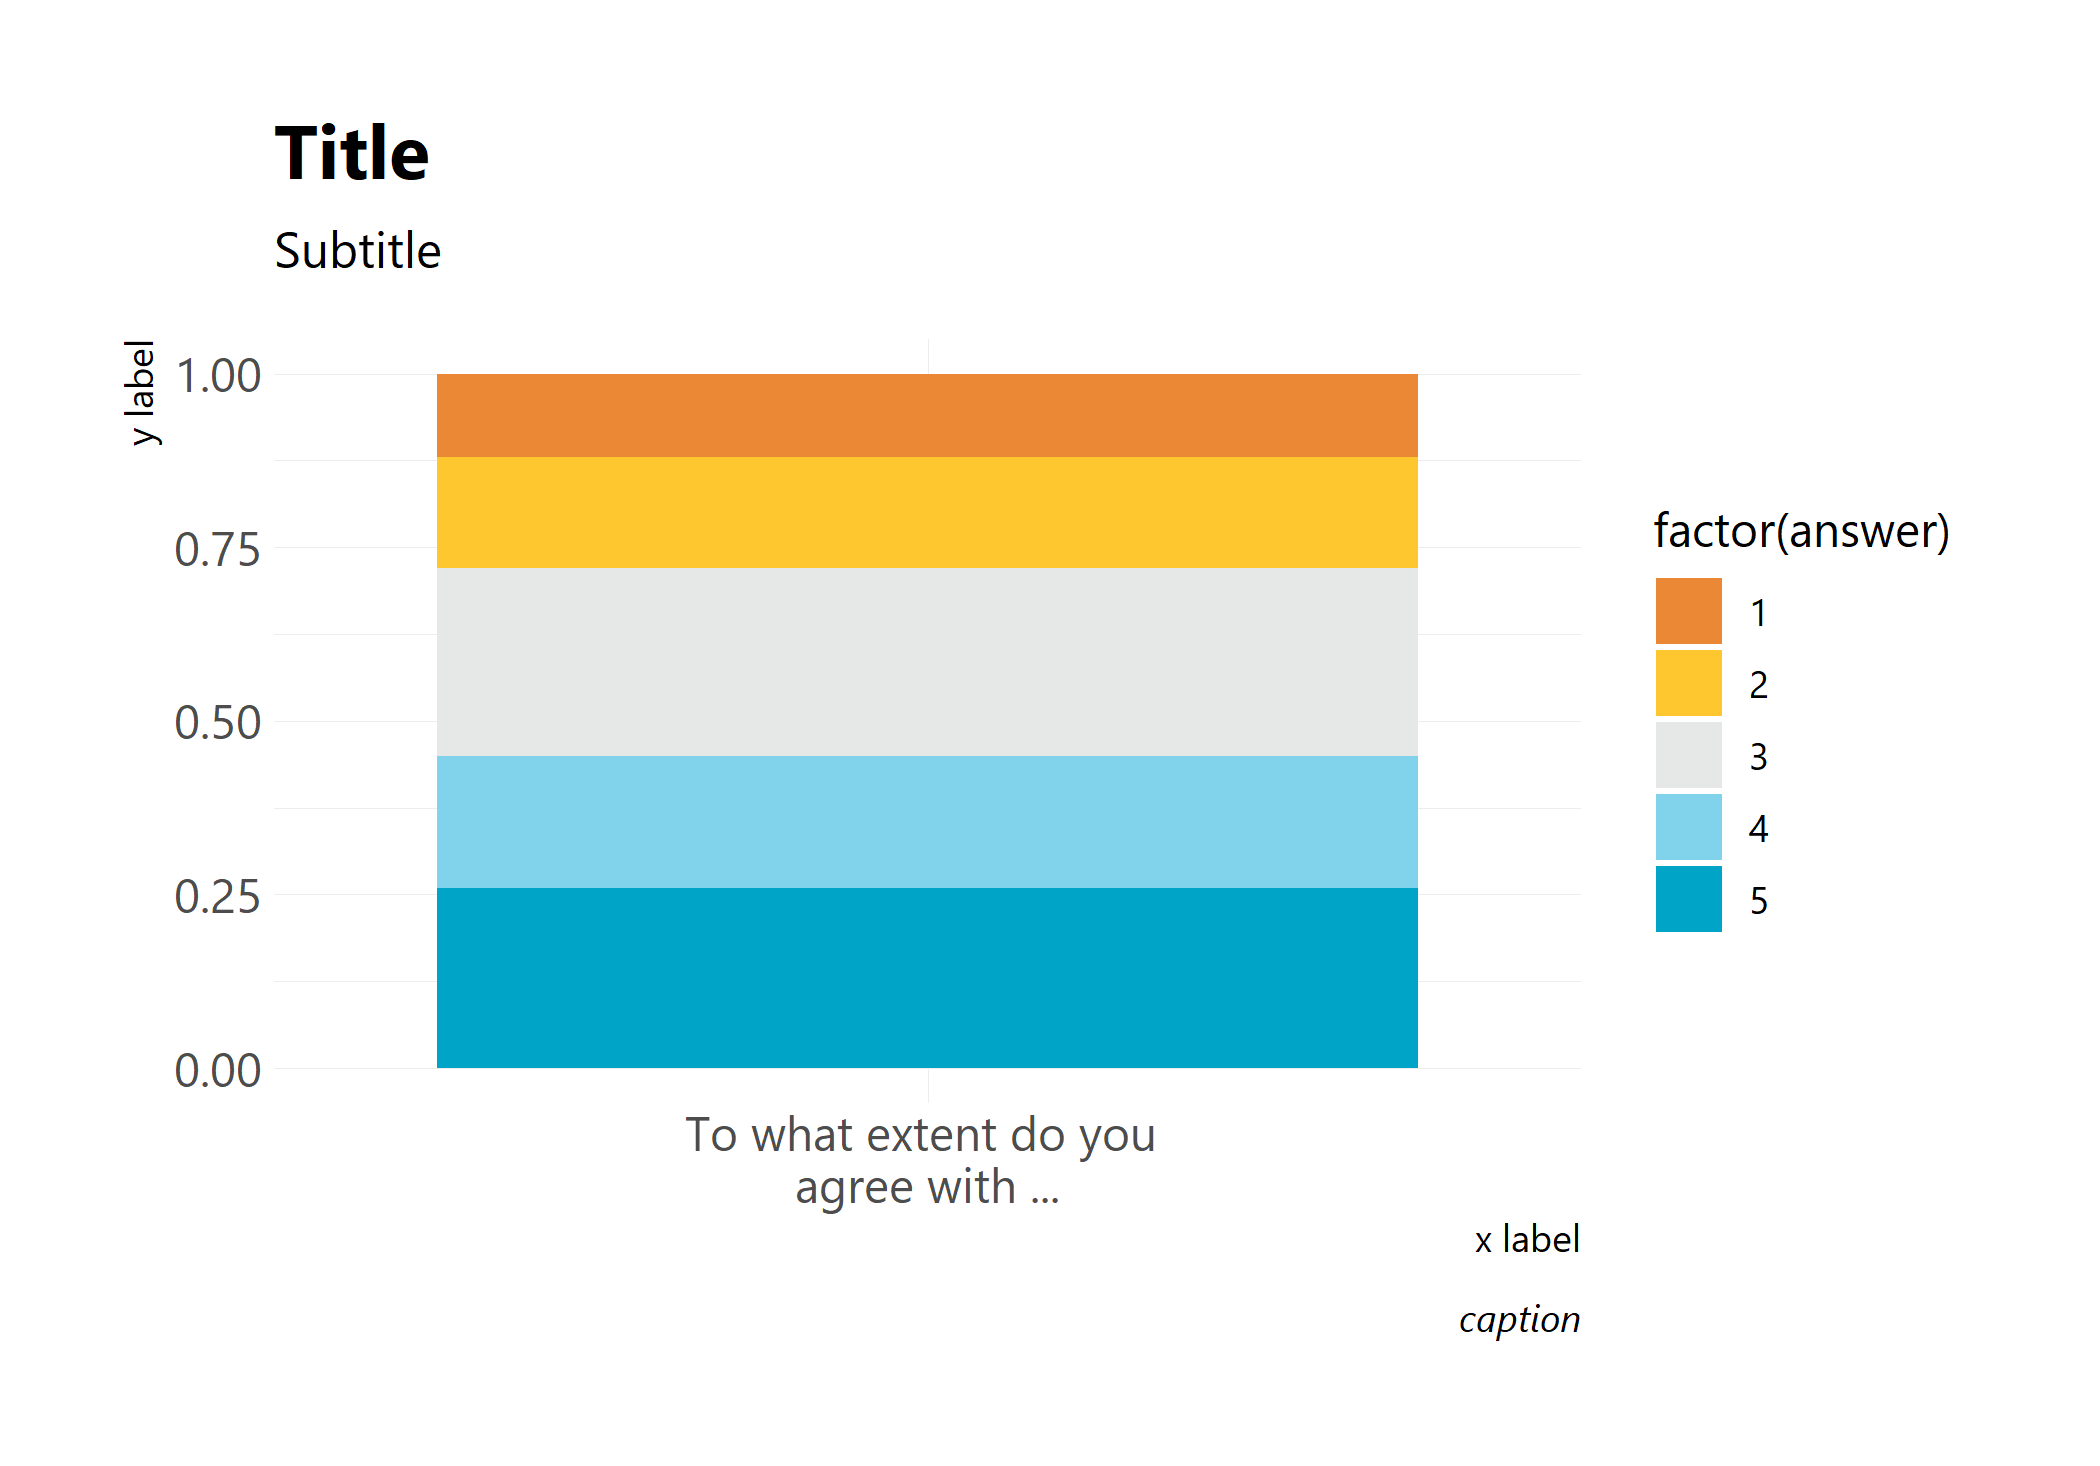 Title
Subtitle
y label
1.00
0.75
0.50
0.25
0.00
To what extent do you
agree with ...
x label
caption
factor(answer)
1
2
3
4
5